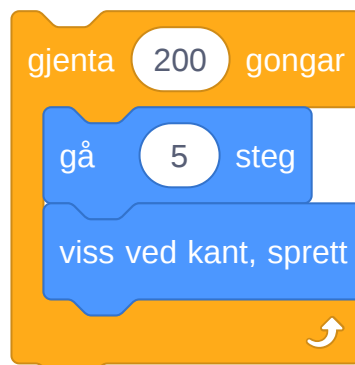 gjenta 200 gongar
gå 5 steg
viss ved kant, sprett